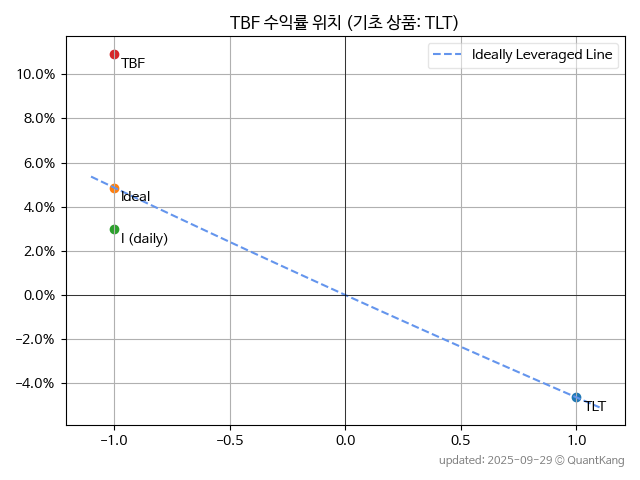 TBF 수익률 위치 (기초 상품: TLT)
Ideally Leveraged Line
TBF
Ideal
I (daily)
TLT
10.0%
8.0%
6.0%
4.0%
2.0%
0.0%
−2.0%
−4.0%
−1.0 −0.5 0.0 0.5 1.0
updated: 2025-09-29 © QuantKang